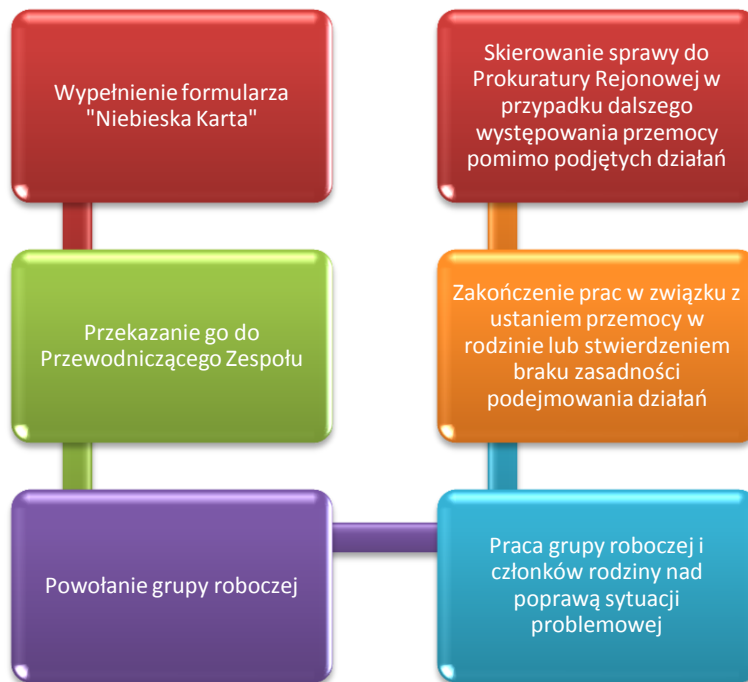 Wypełnienie formularza
"Niebieska Karta"
Przekazanie go do
Przewodniczącego Zespołu
Powołanie grupy roboczej
Praca grupy roboczej i
członków rodziny nad
poprawą sytuacji
problemowej
Zakończenie prac w związku z
ustaniem przemocy w
rodzinie lub stwierdzeniem
braku zasadności
podejmowania działań
Skierowanie sprawy do
Prokuratury Rejonowej w
przypadku dalszego
występowania przemocy
pomimo podjętych działań